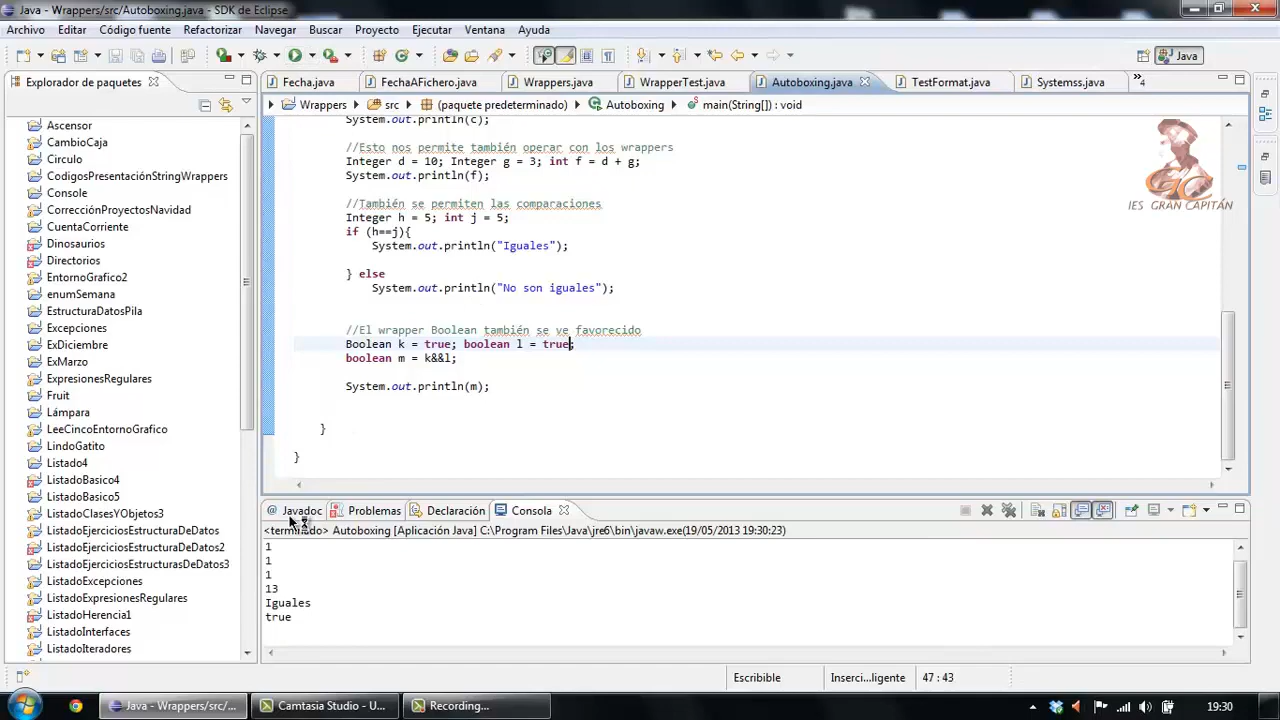 Java - Wrappers/src/Autoboxing.java - SDK de Eclipse
Archivo Editar Código fuente Refactorizar Navegar Buscar Proyecto Ejecutar Ventana Ayuda
Java
Explorador de paquetes
Fecha.java FechaAFichero.java Wrappers.java WrapperTest.java Autoboxing.java TestFormat.java Systemss.java 4
Wrappers src (paquete predeterminado) Autoboxing main(String[]) : void
Ascensor
CambioCaja
Circulo
CodigosPresentaciónStringWrappers
Console
CorrecciónProyectosNavidad
CuentaCorriente
Dinosaurios
Directorios
EntornoGrafico2
enumSemana
EstructuraDatosPila
Excepciones
ExDiciembre
ExMarzo
ExpresionesRegulares
Fruit
Lámpara
LeeCincoEntornoGrafico
LindoGatito
Listado4
ListadoBasico4
ListadoBasico5
ListadoClasesYObjetos3
ListadoEjerciciosEstructuraDeDatos
ListadoEjerciciosEstructuraDeDatos2
ListadoEjerciciosEstructurasDeDatos3
ListadoExcepciones
ListadoExpresionesRegulares
ListadoHerencia1
ListadoInterfaces
ListadoIteradores
System.out.println(c);
//Esto nos permite también operar con los wrappers
Integer d = 10; Integer g = 3; int f = d + g;
System.out.println(f);
//También se permiten las comparaciones
Integer h = 5; int j = 5;
if (h==j){
System.out.println("Iguales");
} else
System.out.println("No son iguales");
//El wrapper Boolean también se ve favorecido
Boolean k = true; boolean l = true;
boolean m = k&&l;
System.out.println(m);
}
}
IES GRAN CAPITÁN
@ Javadoc Problemas Declaración Consola
<terminado> Autoboxing [Aplicación Java] C:\Program Files\Java\jre6\bin\javaw.exe(19/05/2013 19:30:23)
1
1
1
13
Iguales
true
Escribible Inserci...ligente 47 : 43
Java - Wrappers/src/... Camtasia Studio - U... Recording... 19:30